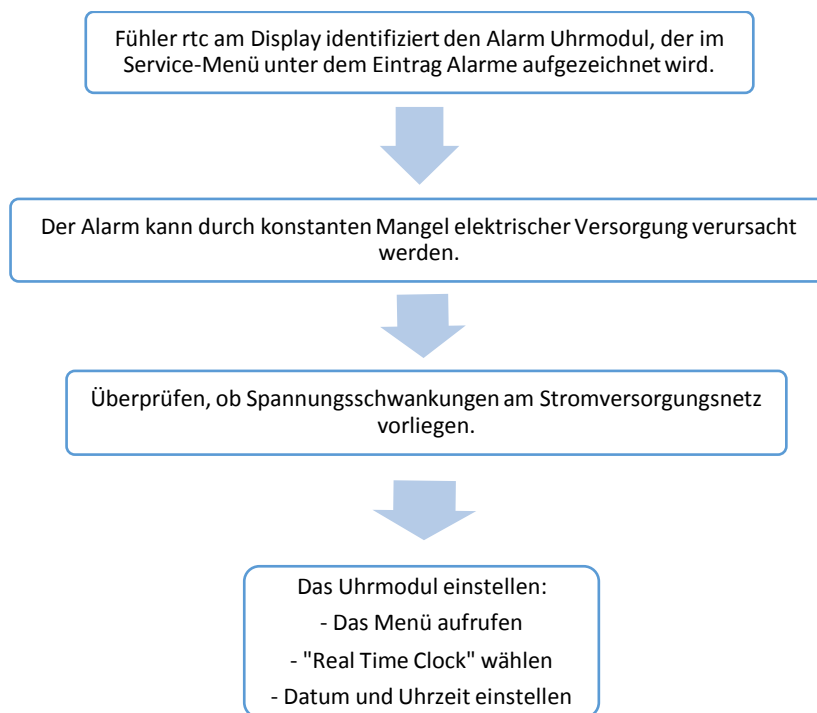 Fühler rtc am Display identifiziert den Alarm Uhrmodul, der im
Service-Menü unter dem Eintrag Alarme aufgezeichnet wird.
Der Alarm kann durch konstanten Mangel elektrischer Versorgung verursacht
werden.
Überprüfen, ob Spannungsschwankungen am Stromversorgungsnetz
vorliegen.
Das Uhrmodul einstellen:
- Das Menü aufrufen
- "Real Time Clock" wählen
- Datum und Uhrzeit einstellen